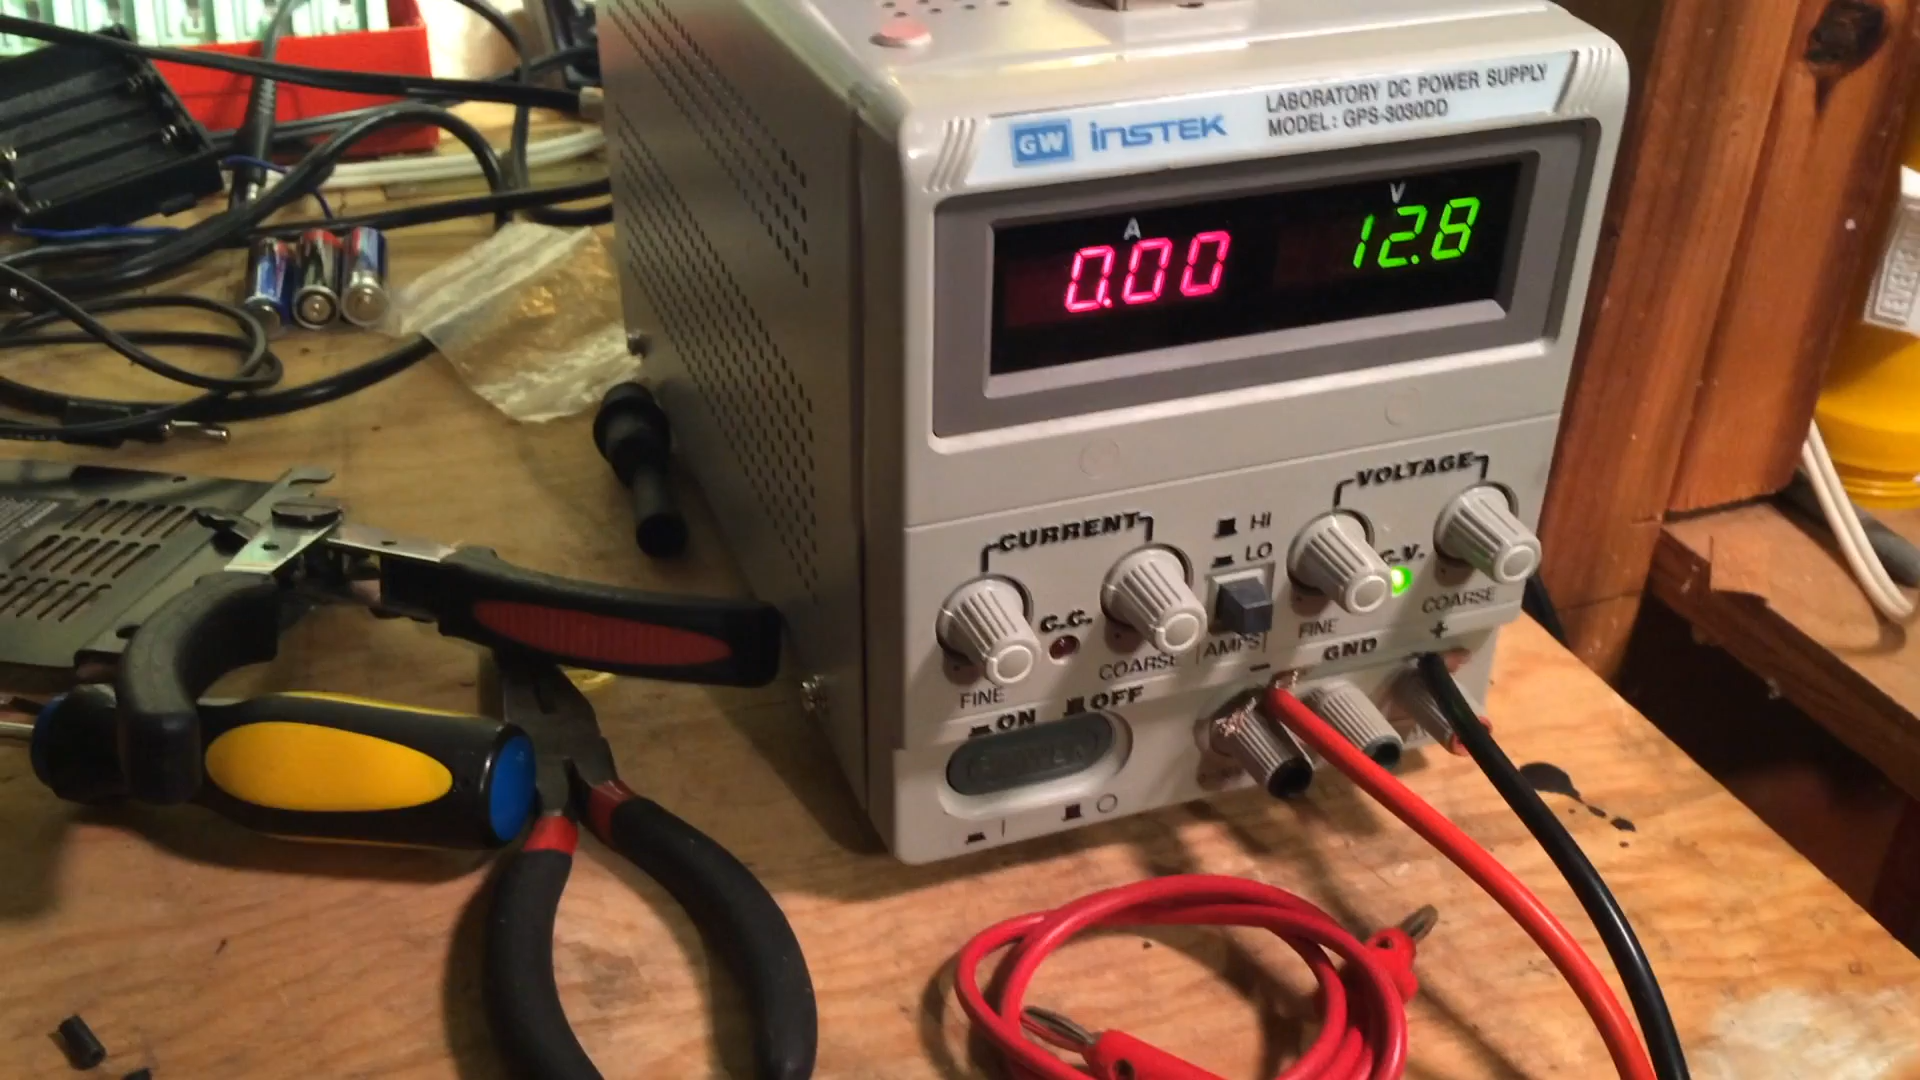 GW INSTEK
LABORATORY DC POWER SUPPLY
MODEL: GPS-3030DD
A
V
0.00
12.8
VOLTAGE
CURRENT
HI
LO
C.V.
C.C.
COARSE
FINE
AMPS
COARSE
FINE
+
GND
−
ON
OFF
POWER